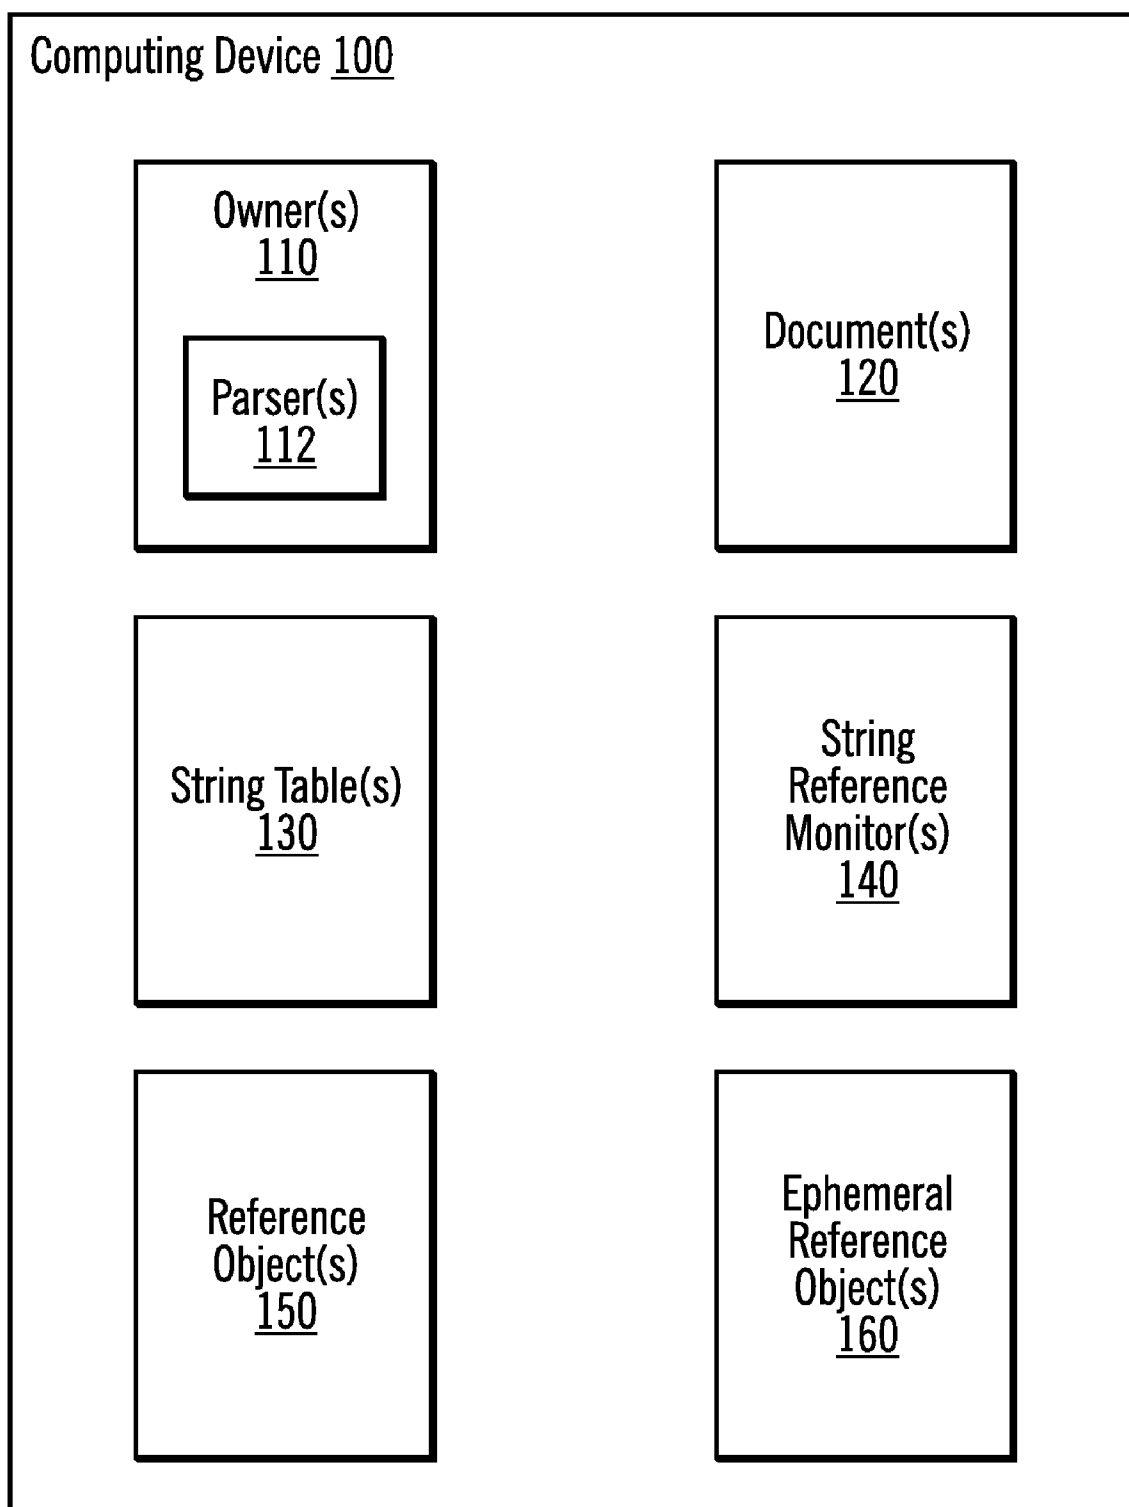 Computing Device 100
Owner(s)
110
Parser(s)
112
Document(s)
120
String Table(s)
130
String
Reference
Monitor(s)
140
Reference
Object(s)
150
Ephemeral
Reference
Object(s)
160